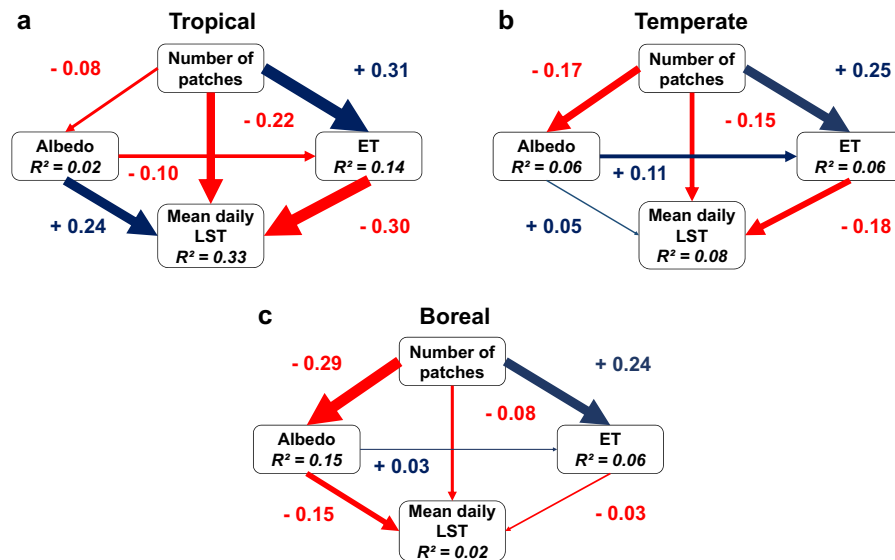 a
Tropical
Number of
patches
- 0.08
+ 0.31
- 0.22
Albedo
R² = 0.02
- 0.10
ET
R² = 0.14
+ 0.24
Mean daily
LST
R² = 0.33
- 0.30
b
Temperate
Number of
patches
- 0.17
+ 0.25
- 0.15
Albedo
R² = 0.06
+ 0.11
ET
R² = 0.06
+ 0.05
Mean daily
LST
R² = 0.08
- 0.18
c
Boreal
Number of
patches
- 0.29
+ 0.24
- 0.08
Albedo
R² = 0.15
+ 0.03
ET
R² = 0.06
- 0.15
Mean daily
LST
R² = 0.02
- 0.03